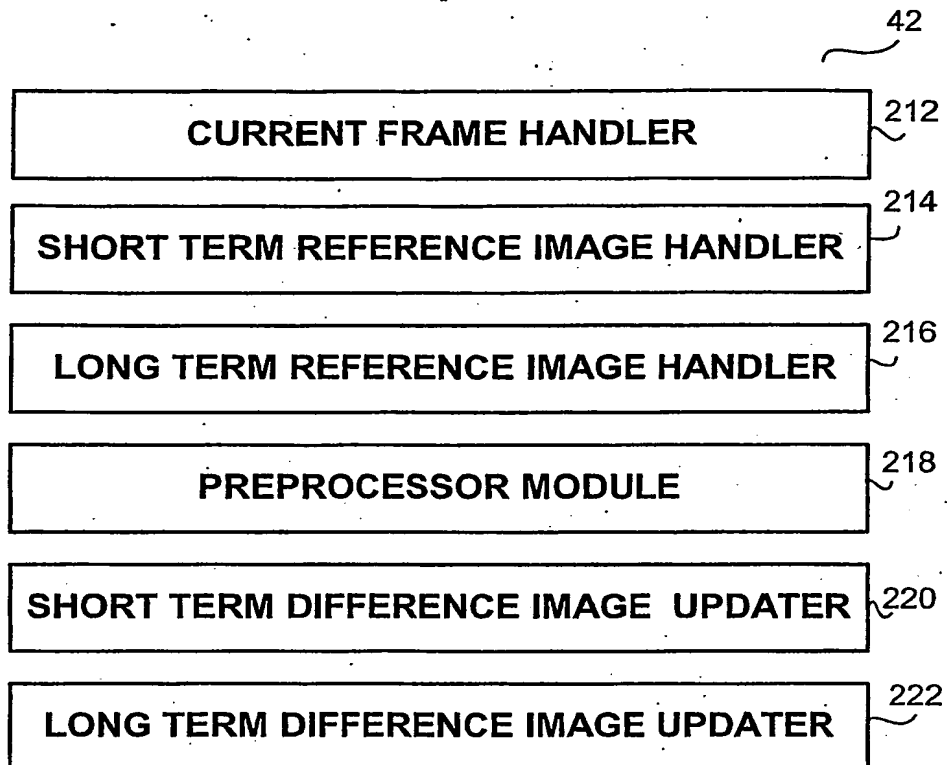 42
CURRENT FRAME HANDLER 212
SHORT TERM REFERENCE IMAGE HANDLER 214
LONG TERM REFERENCE IMAGE HANDLER 216
PREPROCESSOR MODULE 218
SHORT TERM DIFFERENCE IMAGE UPDATER 220
LONG TERM DIFFERENCE IMAGE UPDATER 222